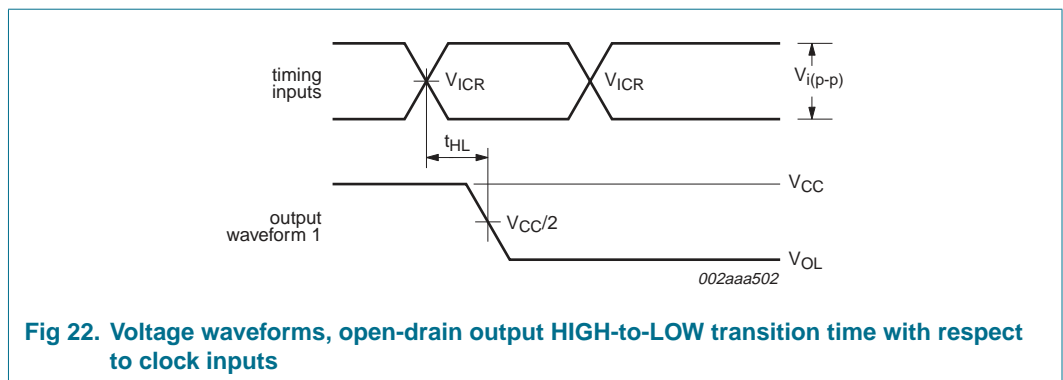 timing
inputs
VICR
VICR
Vi(p-p)
tHL
VCC
output
waveform 1
VCC/2
VOL
002aaa502
Fig 22. Voltage waveforms, open-drain output HIGH-to-LOW transition time with respect
to clock inputs